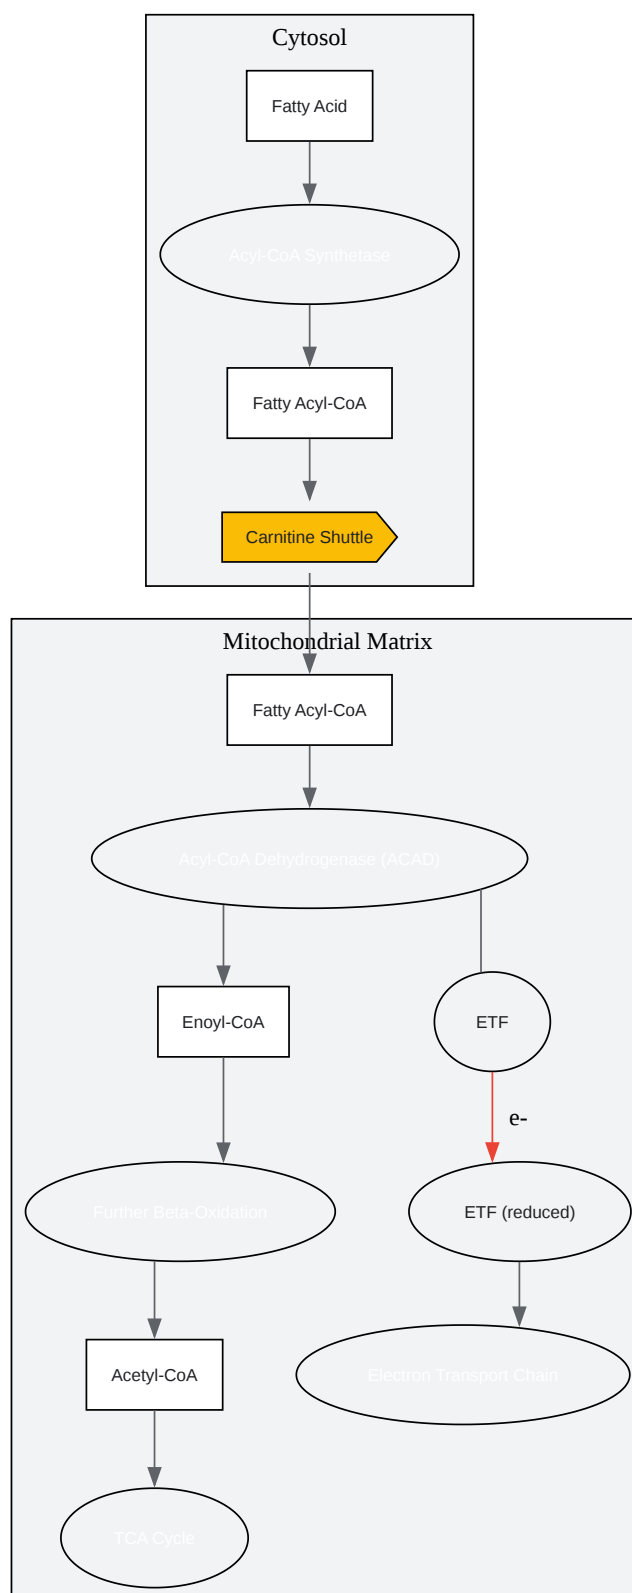 Cytosol
Fatty Acid
Acyl-CoA Synthetase
Fatty Acyl-CoA
Carnitine Shuttle
Mitochondrial Matrix
Fatty Acyl-CoA
Acyl-CoA Dehydrogenase (ACAD)
Enoyl-CoA
ETF
e-
Further Beta-Oxidation
ETF (reduced)
Acetyl-CoA
Electron Transport Chain
TCA Cycle